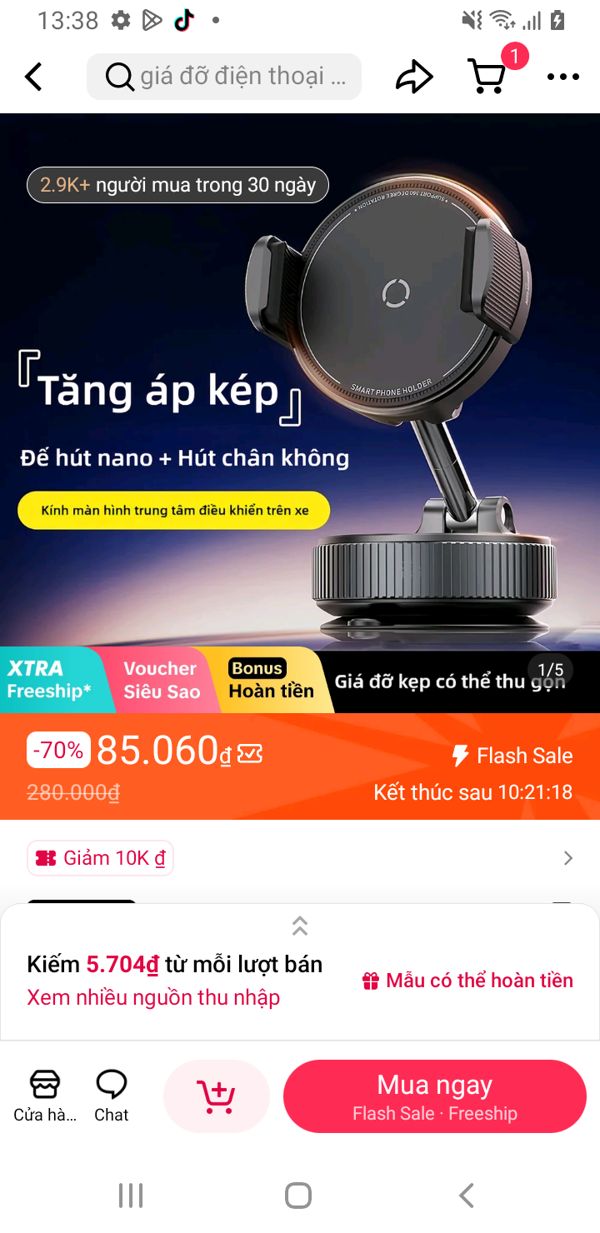 13:38
giá đỡ điện thoại ...
1
2.9K+ người mua trong 30 ngày
SUPPORT 360 DEGREE ROTATION
『Tăng áp kép』
SMART PHONE HOLDER
Đế hút nano + Hút chân không
Kính màn hình trung tâm điều khiển trên xe
XTRA
Freeship*
Voucher
Siêu Sao
Bonus
Hoàn tiền
Giá đỡ kẹp có thể thu gọn
1/5
-70% 85.060₫
Flash Sale
280.000₫
Kết thúc sau 10:21:18
Giảm 10K ₫
Kiếm 5.704₫ từ mỗi lượt bán
Xem nhiều nguồn thu nhập
Mẫu có thể hoàn tiền
Cửa hà...
Chat
Mua ngay
Flash Sale · Freeship